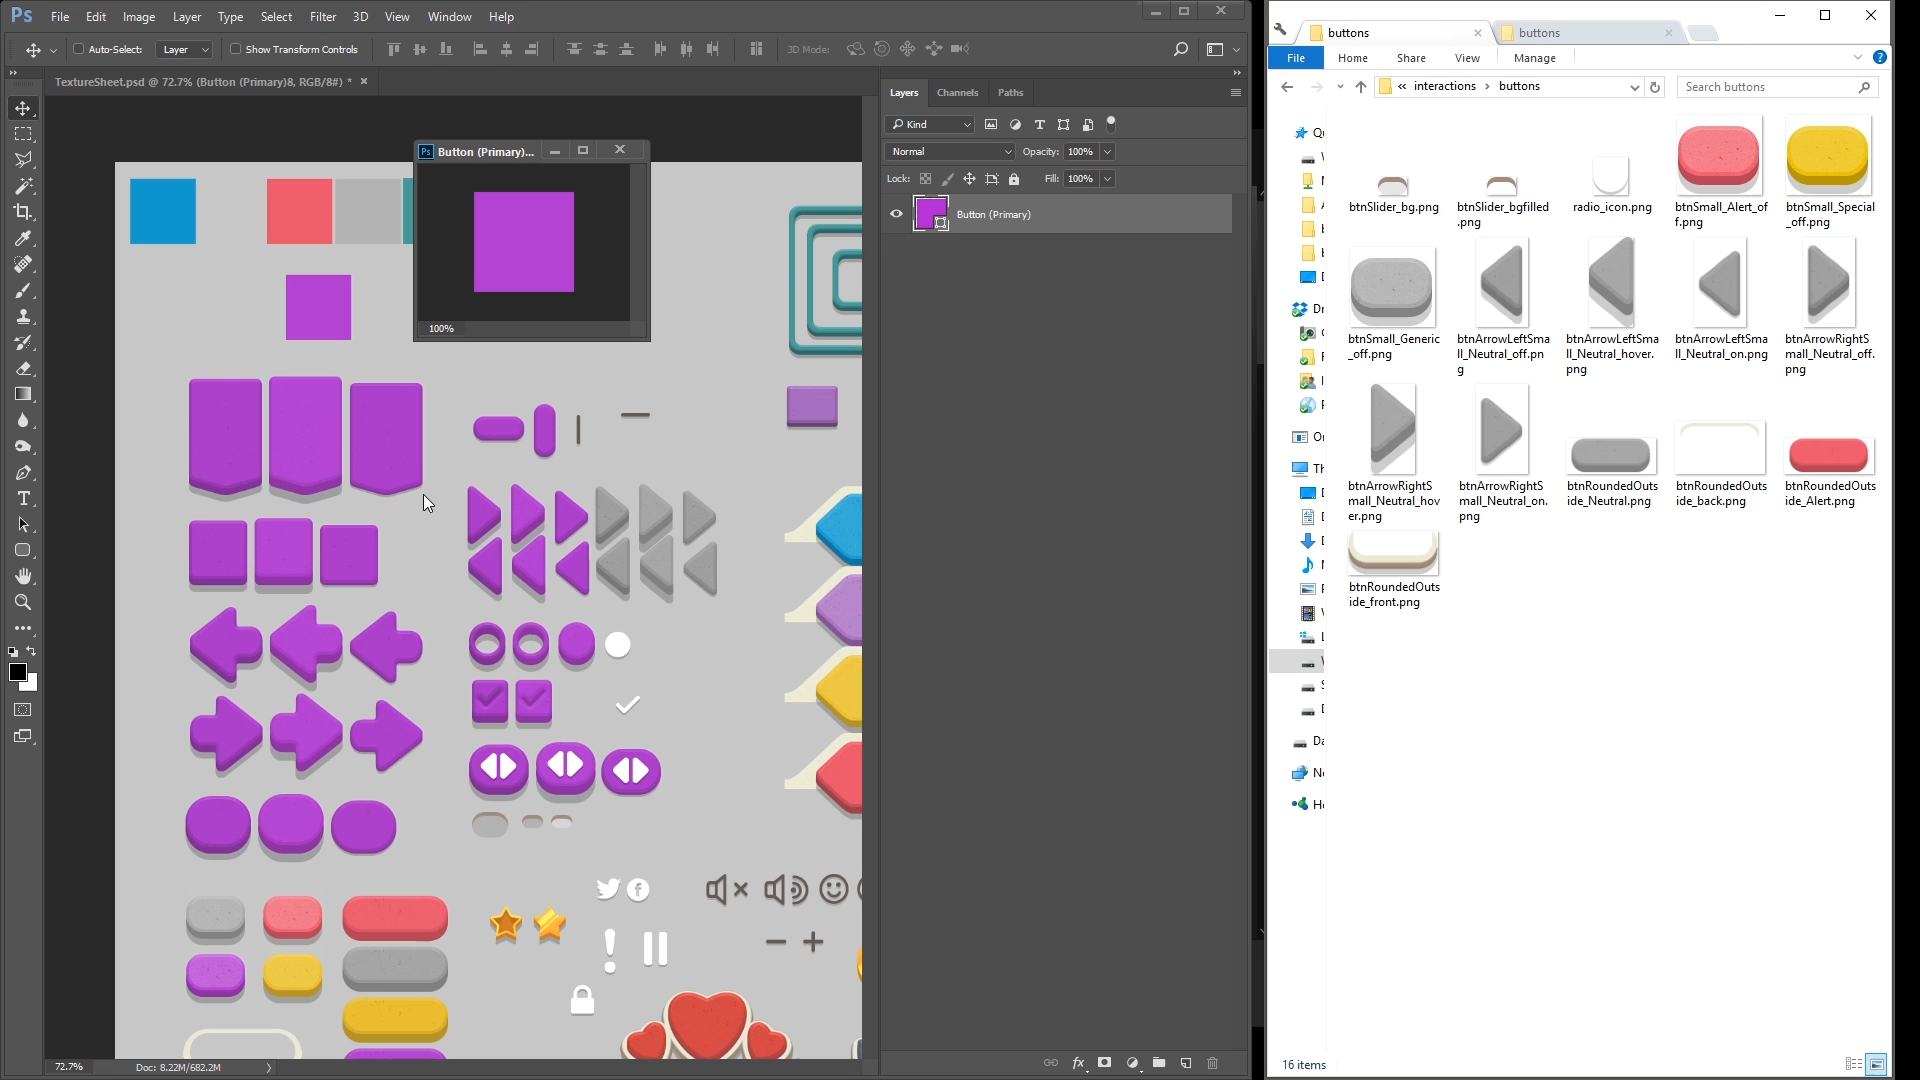 Ps File Edit Image Layer Type Select Filter 3D View Window Help
Auto-Select: Layer Show Transform Controls 3D Mode:
TextureSheet.psd @ 72.7% (Button (Primary)8, RGB/8#) *
Ps Button (Primary)...
100%
72.7% Doc: 8.22M/682.2M
Layers Channels Paths
Kind
Normal Opacity: 100%
Lock: Fill: 100%
Button (Primary)
fx
buttons buttons
File Home Share View Manage
« interactions buttons Search buttons
btnSlider_bg.png
btnSlider_bgfilled
.png
radio_icon.png
btnSmall_Alert_of
f.png
btnSmall_Special
_off.png
btnSmall_Generic
_off.png
btnArrowLeftSma
ll_Neutral_off.pn
g
btnArrowLeftSma
ll_Neutral_hover.
png
btnArrowLeftSma
ll_Neutral_on.png
btnArrowRightS
mall_Neutral_off.
png
btnArrowRightS
mall_Neutral_hov
er.png
btnArrowRightS
mall_Neutral_on.
png
btnRoundedOuts
ide_Neutral.png
btnRoundedOuts
ide_back.png
btnRoundedOuts
ide_Alert.png
btnRoundedOuts
ide_front.png
16 items